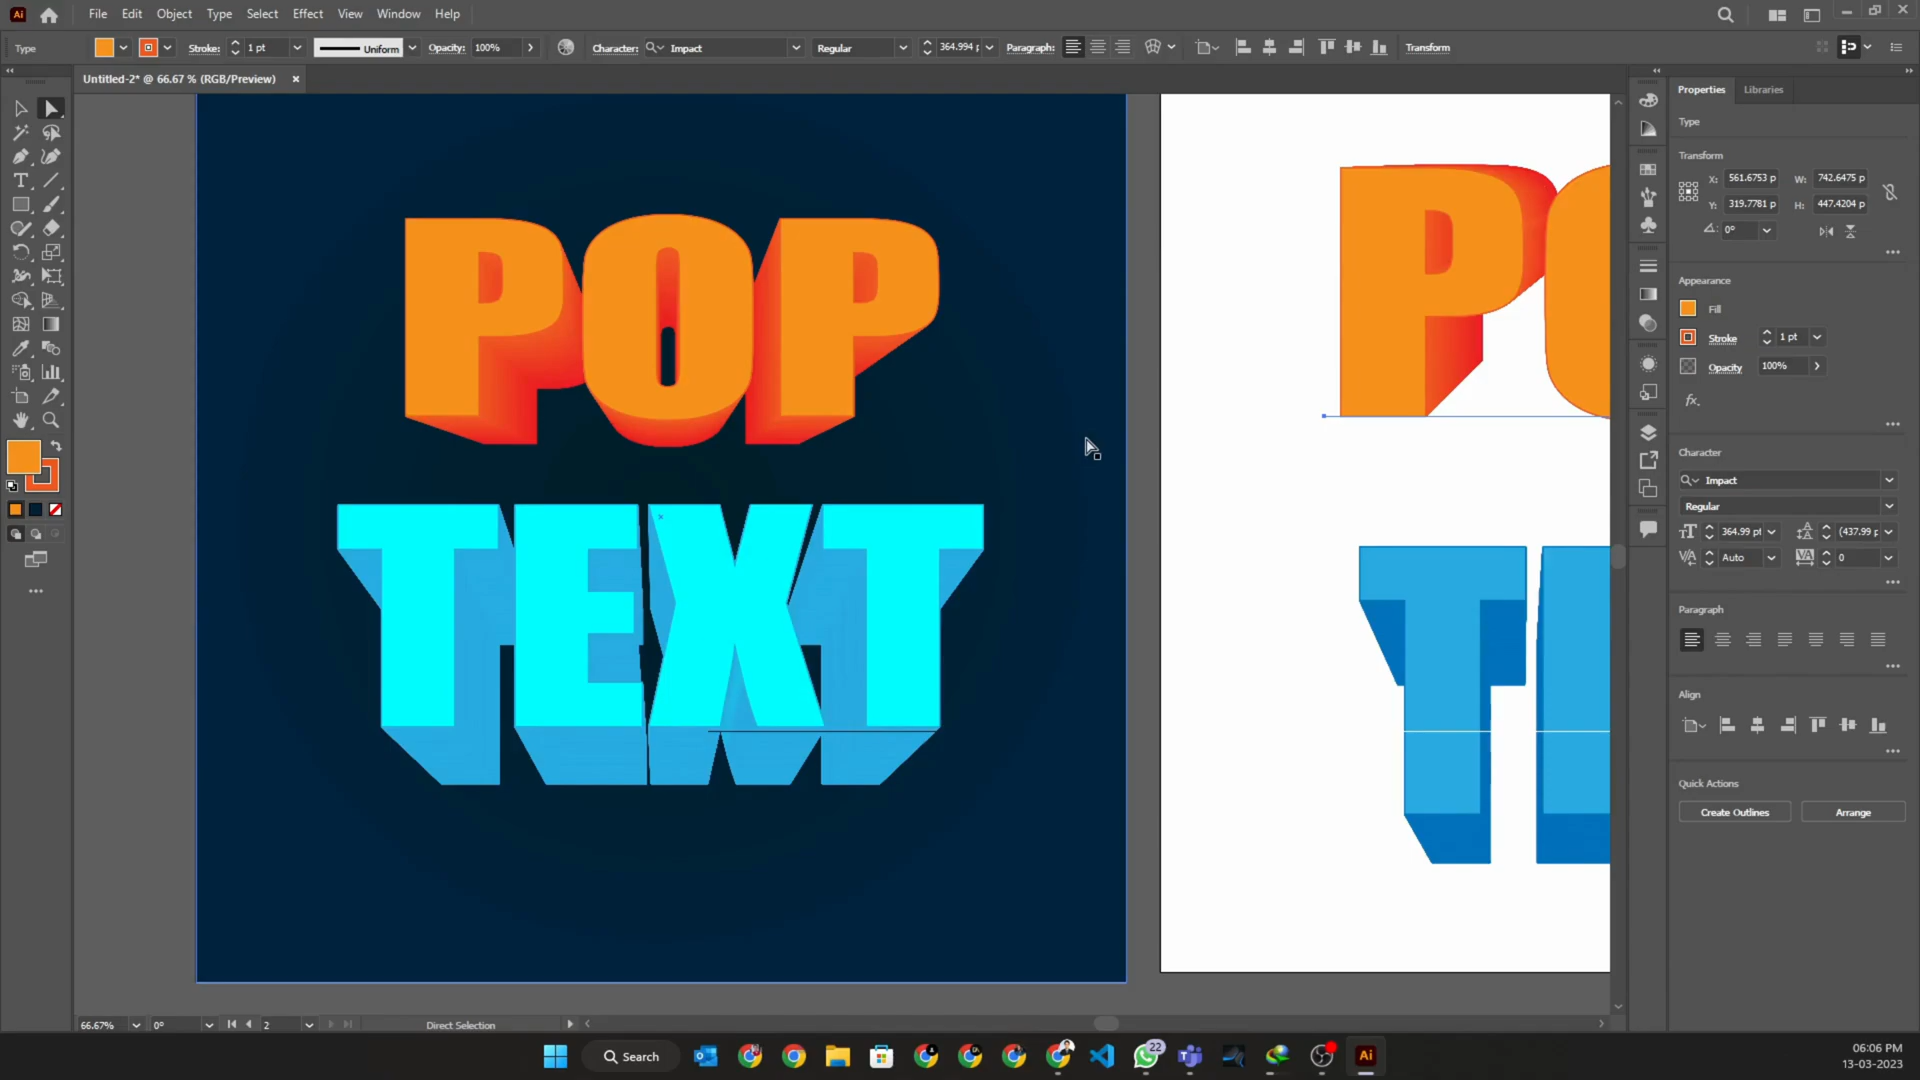 Ai File Edit Object Type Select Effect View Window Help
Type Stroke: 1 pt Uniform Opacity: 100% Character: Impact Regular 364.994 p Paragraph: Transform
Untitled-2* @ 66.67 % (RGB/Preview)
Properties Libraries
Type
Transform
X: 561.6753 p W: 742.6475 p
Y: 319.7781 p H: 447.4204 p
0°
Appearance
Fill
Stroke 1 pt
Opacity 100%
fx.
Character
Impact
Regular
364.99 pt (437.99 p
Auto 0
Paragraph
Align
Quick Actions
Create Outlines Arrange
POP
TEXT
66.67% 0° 2 Direct Selection
Search 22 Ai
06:06 PM
13-03-2023